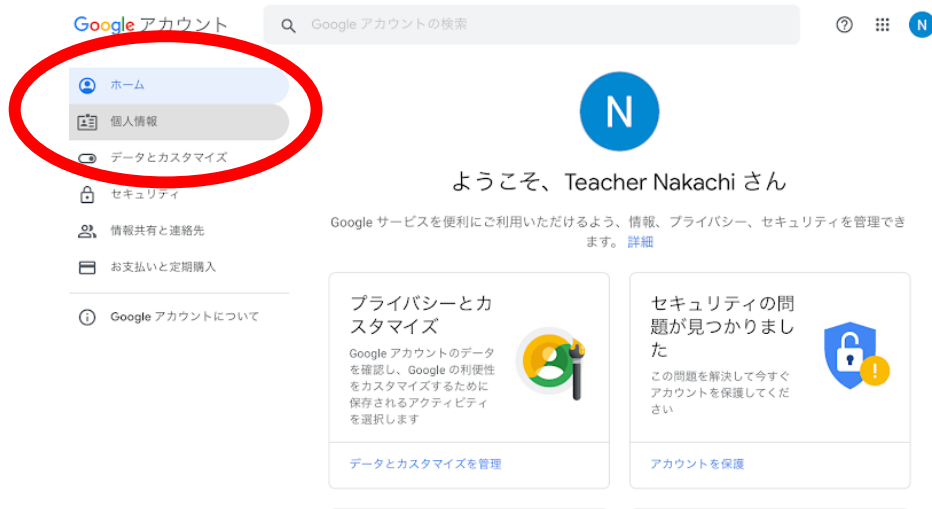 Google アカウント
Google アカウントの検索
N
ホーム
個人情報
データとカスタマイズ
セキュリティ
情報共有と連絡先
お支払いと定期購入
Google アカウントについて
N
ようこそ、Teacher Nakachi さん
Google サービスを便利にご利用いただけるよう、情報、プライバシー、セキュリティを管理でき
ます。 詳細
プライバシーとカ
スタマイズ
Google アカウントのデータ
を確認し、Google の利便性
をカスタマイズするために
保存されるアクティビティ
を選択します
データとカスタマイズを管理
セキュリティの問
題が見つかりまし
た
この問題を解決して今すぐ
アカウントを保護してくだ
さい
アカウントを保護